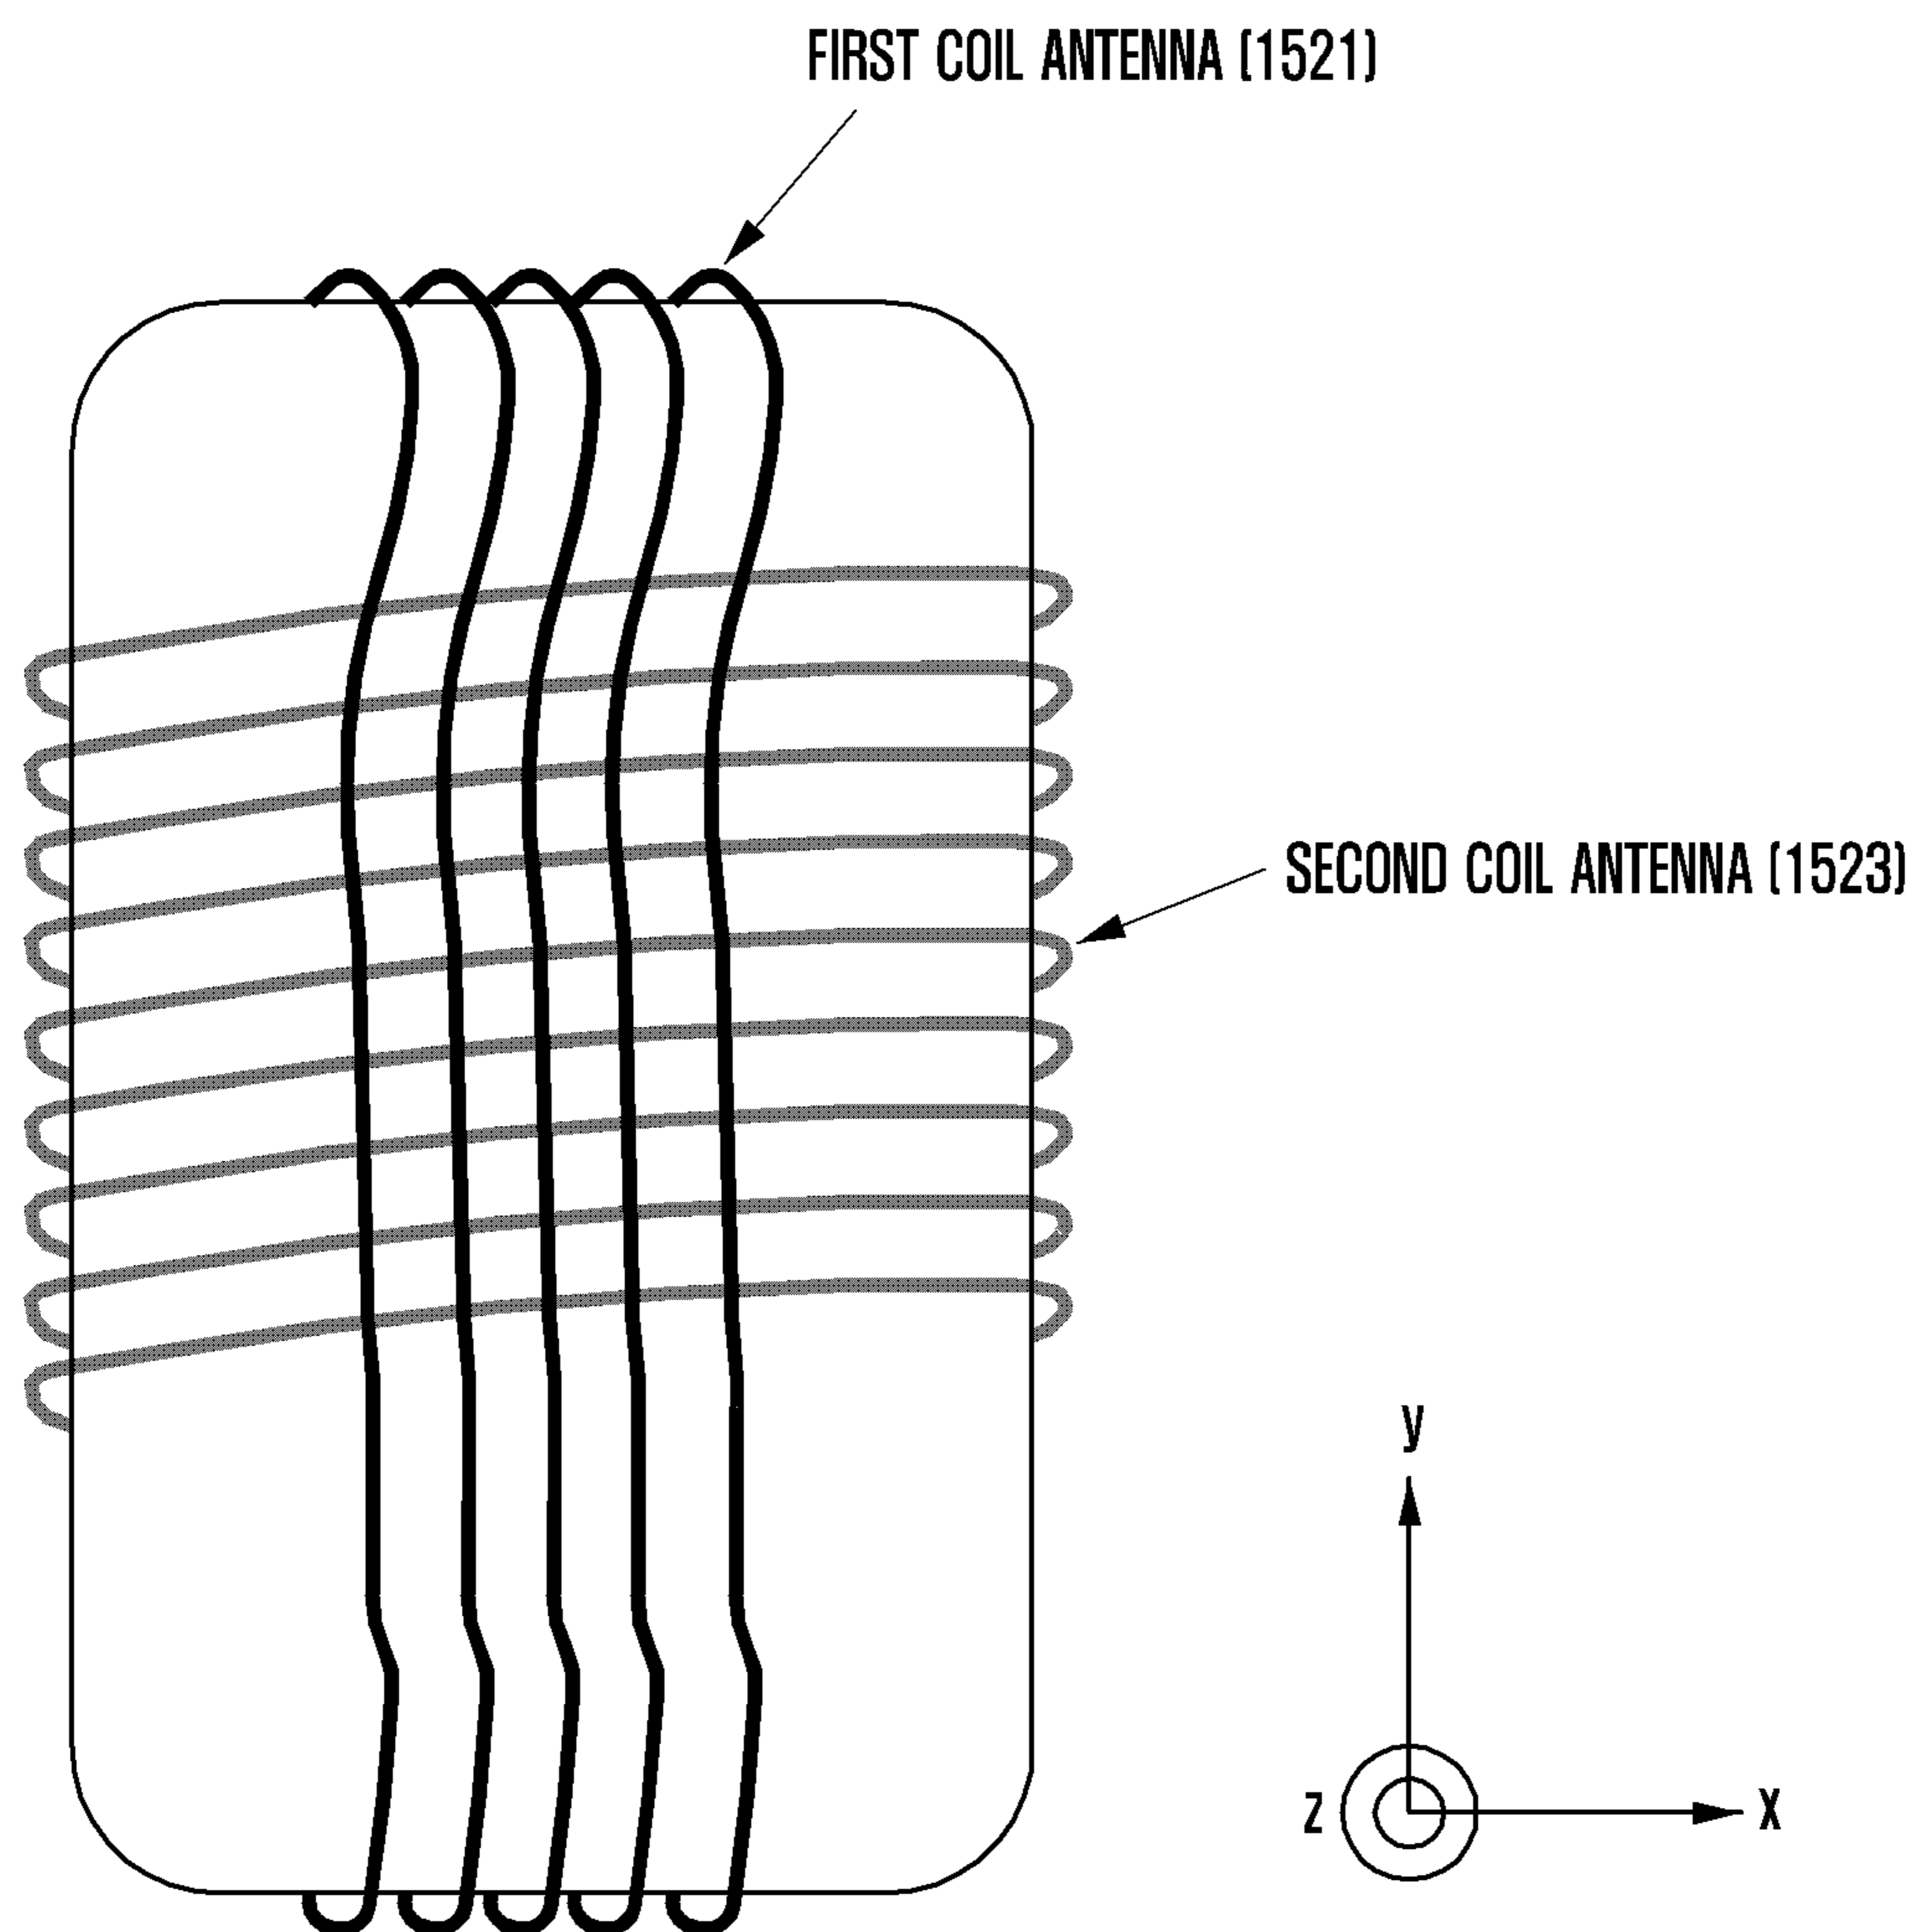 FIRST COIL ANTENNA (1521)
SECOND COIL ANTENNA (1523)
y
z
x